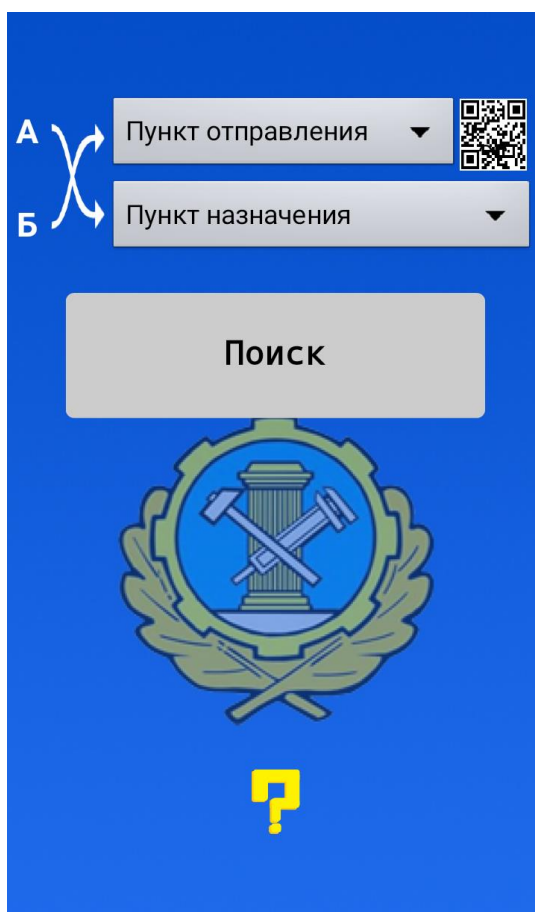 А
Пункт отправления
Б
Пункт назначения
Поиск
?